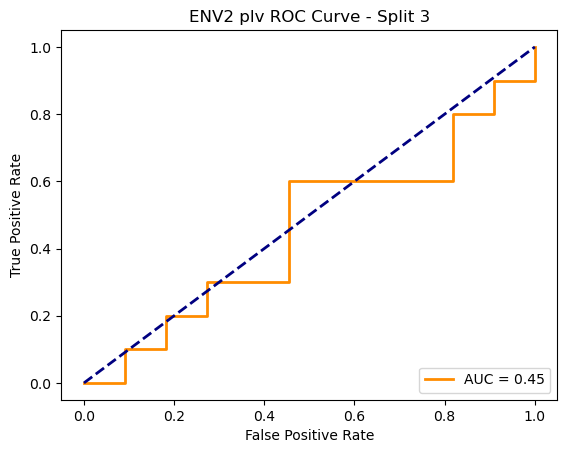 ENV2 plv ROC Curve - Split 3
True Positive Rate
1.0
0.8
0.6
0.4
0.2
0.0
AUC = 0.45
0.0 0.2 0.4 0.6 0.8 1.0
False Positive Rate